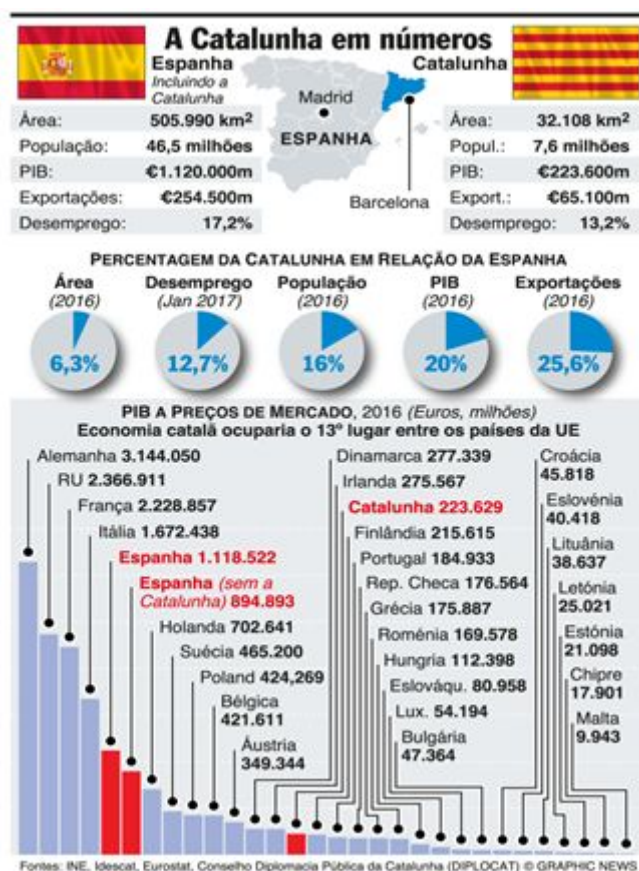 A Catalunha em números
Espanha
Incluindo a
Catalunha
Área: 505.990 km²
População: 46,5 milhões
PIB: €1.120.000m
Exportações: €254.500m
Desemprego: 17,2%
Madrid
ESPANHA
Barcelona
Catalunha
Área: 32.108 km²
Popul.: 7,6 milhões
PIB: €223.600m
Export.: €65.100m
Desemprego: 13,2%
PERCENTAGEM DA CATALUNHA EM RELAÇÃO DA ESPANHA
Área
(2016)
6,3%
Desemprego
(Jan 2017)
12,7%
População
(2016)
16%
PIB
(2016)
20%
Exportações
(2016)
25,6%
PIB A PREÇOS DE MERCADO, 2016 (Euros, milhões)
Economia catalã ocuparia o 13º lugar entre os países da UE
Alemanha 3.144.050
RU 2.366.911
França 2.228.857
Itália 1.672.438
Espanha 1.118.522
Espanha (sem a
Catalunha) 894.893
Holanda 702.641
Suécia 465.200
Poland 424,269
Bélgica
421.611
Áustria
349.344
Dinamarca 277.339
Irlanda 275.567
Catalunha 223.629
Finlândia 215.615
Portugal 184.933
Rep. Checa 176.564
Grécia 175.887
Roménia 169.578
Hungria 112.398
Eslováqu. 80.958
Lux. 54.194
Bulgária
47.364
Croácia
45.818
Eslovénia
40.418
Lituânia
38.637
Letónia
25.021
Estónia
21.098
Chipre
17.901
Malta
9.943
Fontes: INE, Idescat, Eurostat, Conselho Diplomacia Pública da Catalunha (DIPLOCAT) © GRAPHIC NEWS